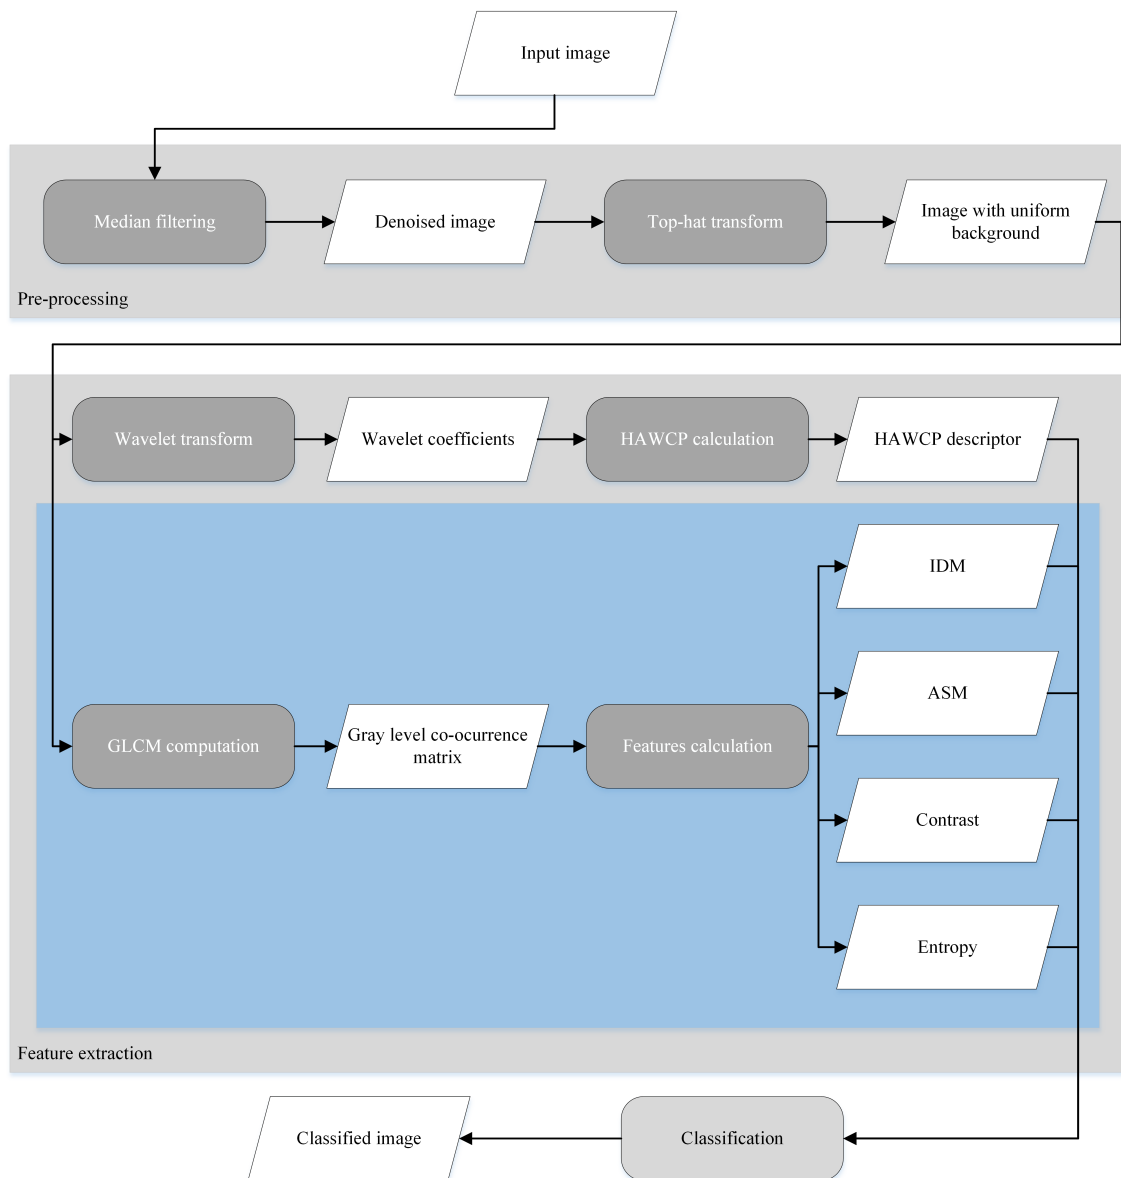 Input image
Median filtering
Denoised image
Top-hat transform
Image with uniform
background
Pre-processing
Wavelet transform
Wavelet coefficients
HAWCP calculation
HAWCP descriptor
IDM
ASM
GLCM computation
Gray level co-ocurrence
matrix
Features calculation
Contrast
Entropy
Feature extraction
Classified image
Classification